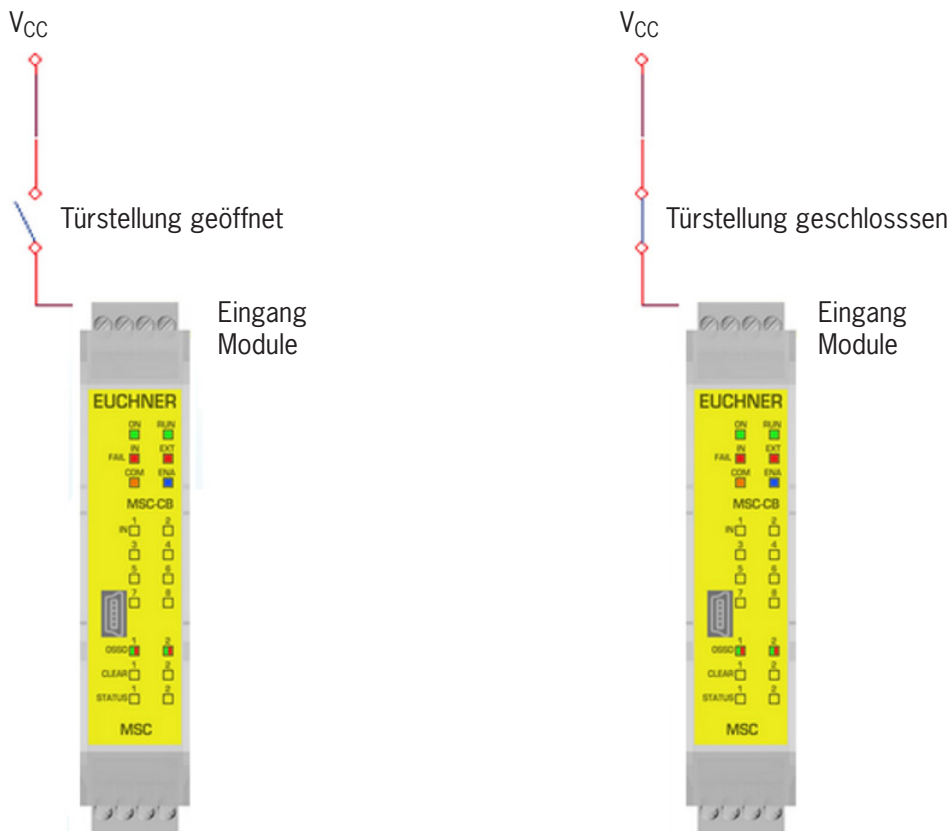 V_CC
V_CC
Türstellung geöffnet
Türstellung geschlosssen
Eingang
Module
Eingang
Module
EUCHNER
ON RUN
IN EXT
FAIL
COM ENA
MSC-CB
1 2
IN
3 4
5 6
7 8
1 2
OSSD
1 2
CLEAR
1 2
STATUS
MSC
EUCHNER
ON RUN
IN EXT
FAIL
COM ENA
MSC-CB
1 2
IN
3 4
5 6
7 8
1 2
OSSD
1 2
CLEAR
1 2
STATUS
MSC